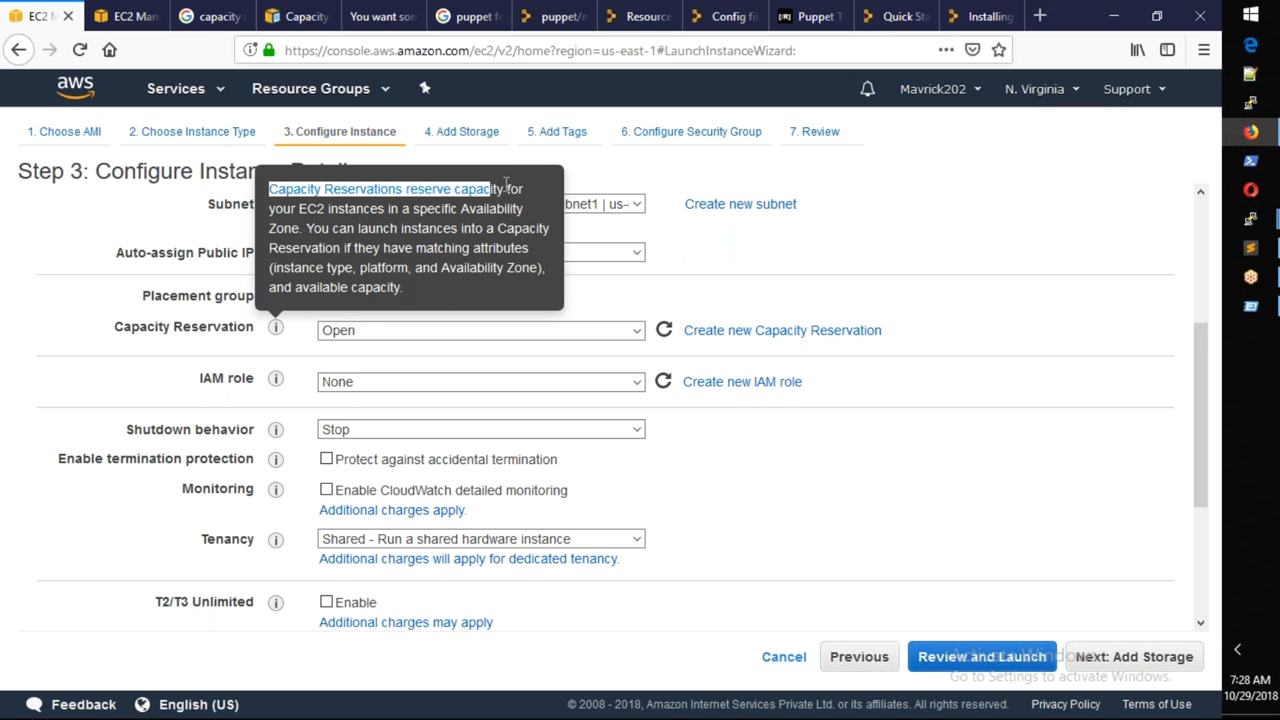 EC2 M
EC2 Man
capacity
Capacity
You want som
puppet fo
puppet/m
Resource
Config fi
Puppet T
Quick Sta
Installing
https://console.aws.amazon.com/ec2/v2/home?region=us-east-1#LaunchInstanceWizard:
aws
Services
Resource Groups
Mavrick202
N. Virginia
Support
1. Choose AMI
2. Choose Instance Type
3. Configure Instance
4. Add Storage
5. Add Tags
6. Configure Security Group
7. Review
Step 3: Configure Instan
Capacity Reservations reserve capacity for
your EC2 instances in a specific Availability
Zone. You can launch instances into a Capacity
Reservation if they have matching attributes
(instance type, platform, and Availability Zone),
and available capacity.
Subnet
bnet1 | us-
Create new subnet
Auto-assign Public IP
Placement group
Capacity Reservation
Open
Create new Capacity Reservation
IAM role
None
Create new IAM role
Shutdown behavior
Stop
Enable termination protection
Protect against accidental termination
Monitoring
Enable CloudWatch detailed monitoring
Additional charges apply.
Tenancy
Shared - Run a shared hardware instance
Additional charges will apply for dedicated tenancy.
T2/T3 Unlimited
Enable
Additional charges may apply
Cancel
Previous
Review and Launch
Next: Add Storage
Activate Windows
Go to Settings to activate Windows.
Feedback
English (US)
© 2008 - 2018, Amazon Internet Services Private Ltd. or its affiliates. All rights reserved.
Privacy Policy
Terms of Use
7:28 AM
10/29/2018